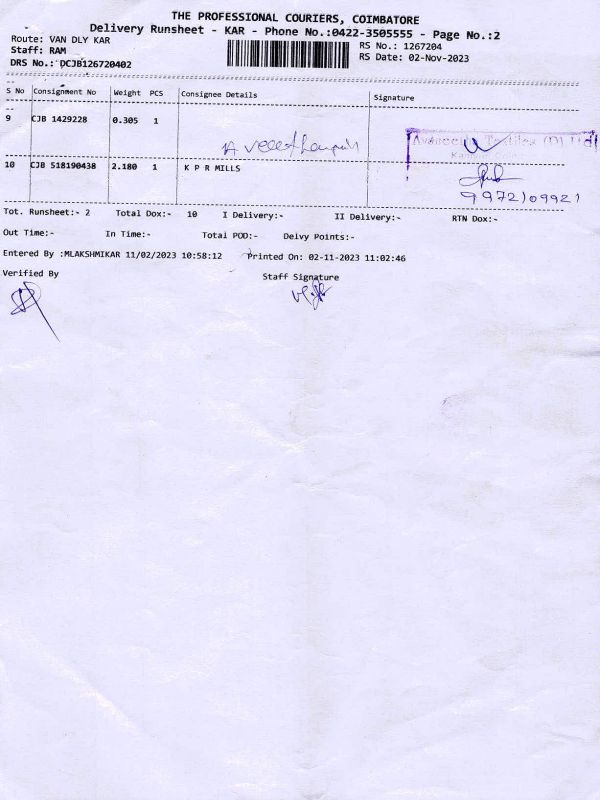 THE PROFESSIONAL COURIERS, COIMBATORE
Delivery Runsheet - KAR - Phone No.:0422-3505555 - Page No.:2
Route: VAN DLY KAR
RS No.: 1267204
Staff: RAM
RS Date: 02-Nov-2023
DRS No.: DCJB126720402
S No Consignment No Weight PCS Consignee Details Signature
9 CJB 1429228 0.305 1
10 CJB 518190438 2.180 1 K P R MILLS
9972109921
Tot. Runsheet:- 2 Total Dox:- 10 I Delivery:- II Delivery:- RTN Dox:-
Out Time:- In Time:- Total POD:- Delvy Points:-
Entered By :MLAKSHMIKAR 11/02/2023 10:58:12 Printed On: 02-11-2023 11:02:46
Verified By Staff Signature